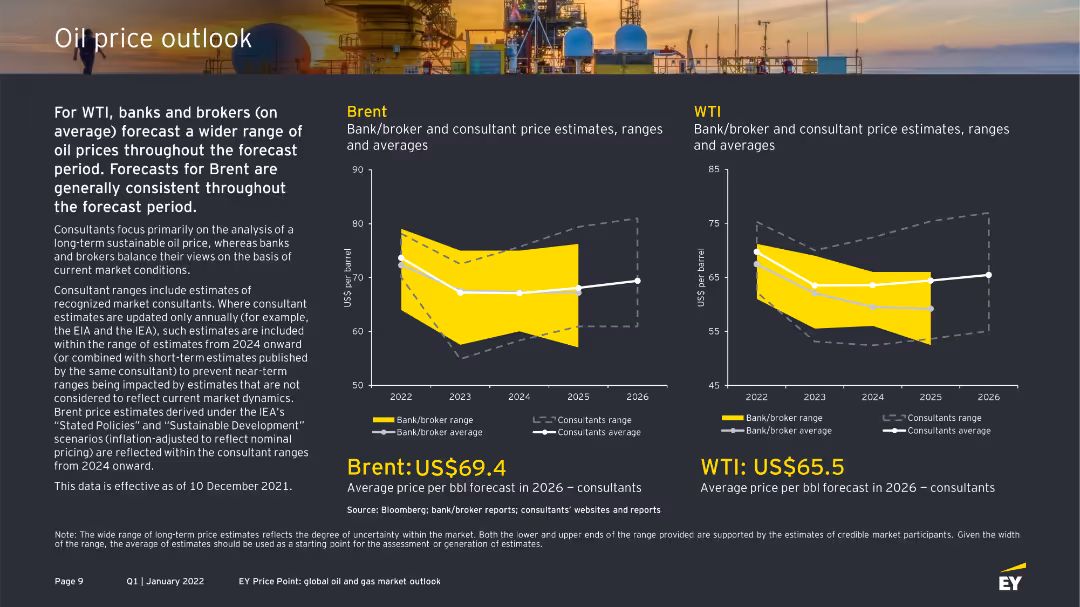 Oil price outlook
For WTI, banks and brokers (on
average) forecast a wider range of
oil prices throughout the forecast
period. Forecasts for Brent are
generally consistent throughout
the forecast period.
Consultants focus primarily on the analysis of a
long-term sustainable oil price, whereas banks
and brokers balance their views on the basis of
current market conditions.
Consultant ranges include estimates of
recognized market consultants. Where consultant
estimates are updated only annually (for example,
the EIA and the IEA), such estimates are included
within the range of estimates from 2024 onward
(or combined with short-term estimates published
by the same consultant) to prevent near-term
ranges being impacted by estimates that are not
considered to reflect current market dynamics.
Brent price estimates derived under the IEA's
“Stated Policies” and “Sustainable Development”
scenarios (inflation-adjusted to reflect nominal
pricing) are reflected within the consultant ranges
from 2024 onward.
This data is effective as of 10 December 2021.
Brent
Bank/broker and consultant price estimates, ranges
and averages
90
80
70
60
50
US$ per barrel
2022 2023 2024 2025 2026
Bank/broker range
Consultants range
Bank/broker average
Consultants average
Brent: US$69.4
Average price per bbl forecast in 2026 – consultants
Source: Bloomberg; bank/broker reports; consultants' websites and reports
WTI
Bank/broker and consultant price estimates, ranges
and averages
85
75
65
55
45
US$ per barrel
2022 2023 2024 2025 2026
Bank/broker range
Consultants range
Bank/broker average
Consultants average
WTI: US$65.5
Average price per bbl forecast in 2026 – consultants
Note: The wide range of long-term price estimates reflects the degree of uncertainty within the market. Both the lower and upper ends of the range provided are supported by the estimates of credible market participants. Given the width
of the range, the average of estimates should be used as a starting point for the assessment or generation of estimates.
Page 9 Q1 | January 2022 EY Price Point: global oil and gas market outlook
EY